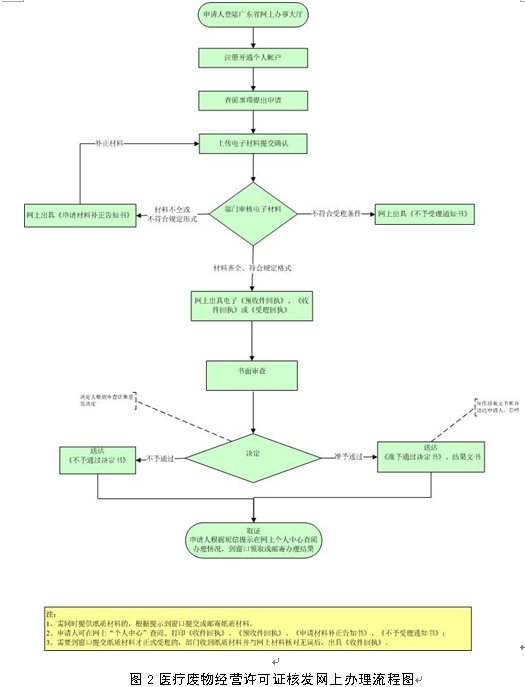 申请人登陆广东省网上办事大厅
注册开通个人帐户
查阅事项提出申请
补正材料
上传电子材料提交确认
网上出具《申请材料补正告知书》
材料不全或
不符合规定形式
部门审核电子材料
不符合受理条件
网上出具《不予受理通知书》
材料齐全、符合规定格式
网上出具电子《预收件回执》、《收
件回执》或《受理回执》
书面审查
决定人根据审查结果签
发决定
送达
《不予通过决定书》
不予通过
决定
准予通过
送达
《准予通过决定书》、结果文书
取证
申请人根据短信提示在网上个人中心查阅
办理情况，到窗口领取或邮寄办理结果
注：
1、需同时提供纸质材料的，根据提示到窗口提交或邮寄纸质材料。
2、申请人可在网上“个人中心”查阅、打印《收件回执》、《预收件回执》、《申请材料补正告知书》、《不予受理通知书》；
3、需要到窗口提交纸质材料才正式受理的，部门收到纸质材料并与网上材料核对无误后，出具《收件回执》。
图 2 医疗废物经营许可证核发网上办理流程图